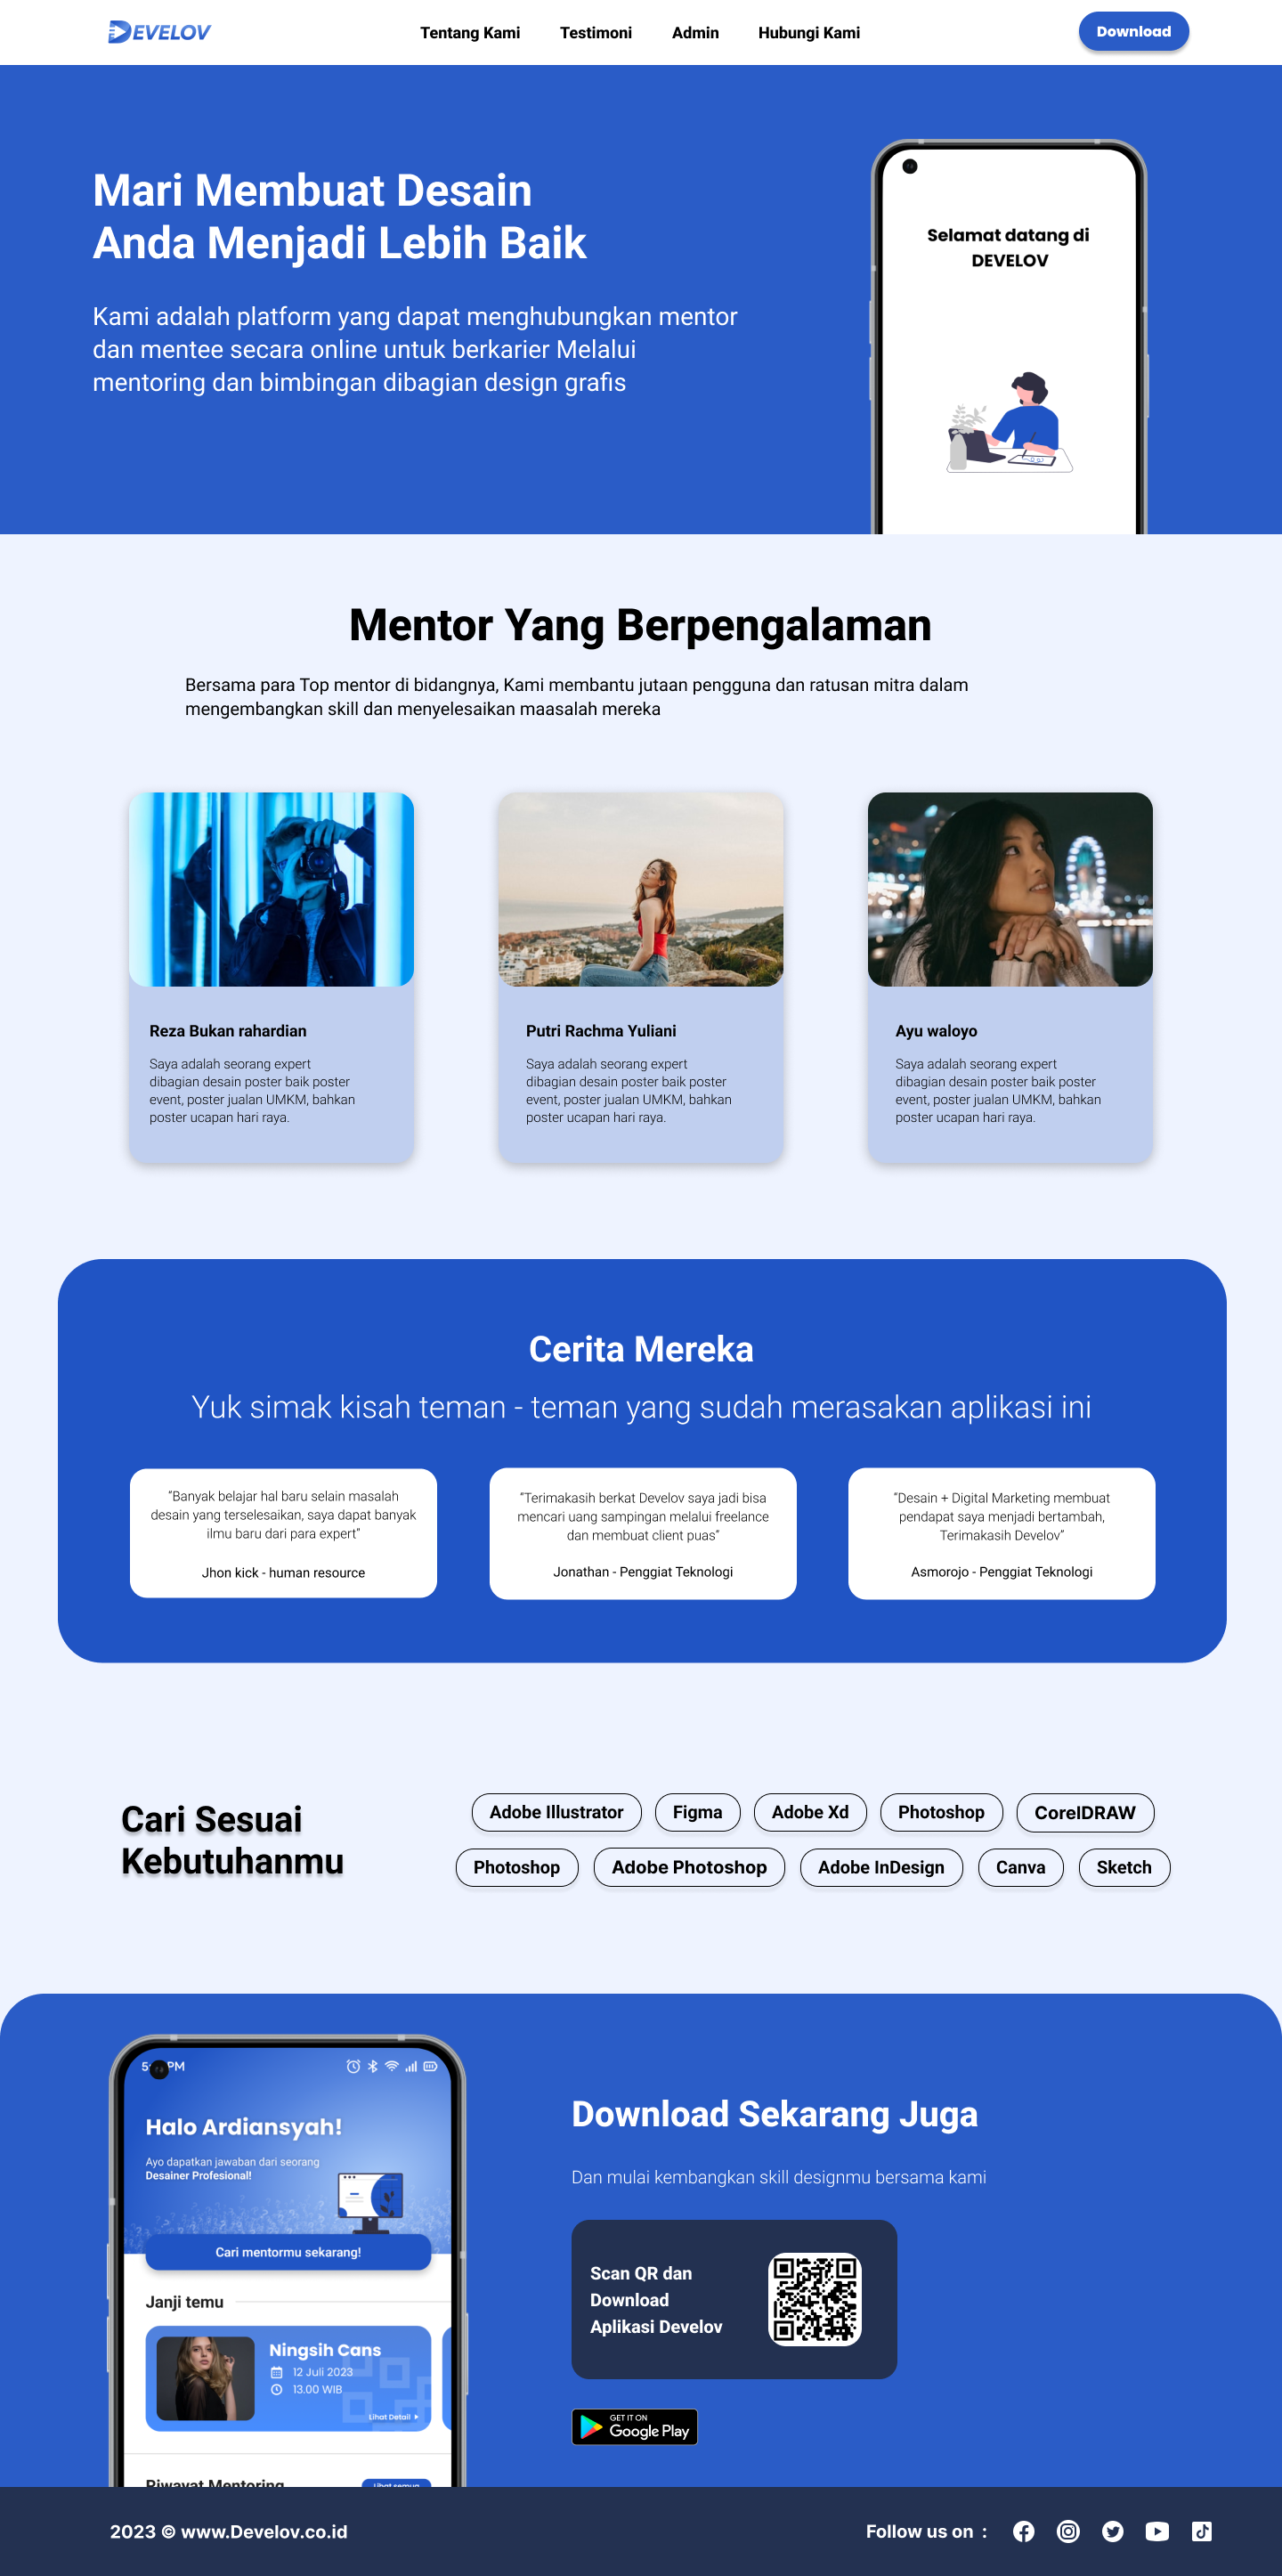 DEVELOV
Tentang Kami
Testimoni
Admin
Hubungi Kami
Download
Mari Membuat Desain
Anda Menjadi Lebih Baik
Kami adalah platform yang dapat menghubungkan mentor
dan mentee secara online untuk berkarier Melalui
mentoring dan bimbingan dibagian design grafis
Selamat datang di
DEVELOV
Mentor Yang Berpengalaman
Bersama para Top mentor di bidangnya, Kami membantu jutaan pengguna dan ratusan mitra dalam
mengembangkan skill dan menyelesaikan maasalah mereka
Reza Bukan rahardian
Saya adalah seorang expert
dibagian desain poster baik poster
event, poster jualan UMKM, bahkan
poster ucapan hari raya.
Putri Rachma Yuliani
Saya adalah seorang expert
dibagian desain poster baik poster
event, poster jualan UMKM, bahkan
poster ucapan hari raya.
Ayu waloyo
Saya adalah seorang expert
dibagian desain poster baik poster
event, poster jualan UMKM, bahkan
poster ucapan hari raya.
Cerita Mereka
Yuk simak kisah teman - teman yang sudah merasakan aplikasi ini
“Banyak belajar hal baru selain masalah
desain yang terselesaikan, saya dapat banyak
ilmu baru dari para expert”
Jhon kick - human resource
“Terimakasih berkat Develov saya jadi bisa
mencari uang sampingan melalui freelance
dan membuat client puas”
Jonathan - Penggiat Teknologi
“Desain + Digital Marketing membuat
pendapat saya menjadi bertambah,
Terimakasih Develov”
Asmorojo - Penggiat Teknologi
Cari Sesuai
Kebutuhanmu
Adobe Illustrator
Figma
Adobe Xd
Photoshop
CorelDRAW
Photoshop
Adobe Photoshop
Adobe InDesign
Canva
Sketch
PM
Halo Ardiansyah!
Ayo dapatkan jawaban dari seorang
Desainer Profesional!
Cari mentormu sekarang!
Janji temu
Ningsih Cans
12 Juli 2023
13.00 WIB
Lihat Detail
Riwayat Mentoring
Lihat semua
Download Sekarang Juga
Dan mulai kembangkan skill designmu bersama kami
Scan QR dan
Download
Aplikasi Develov
GET IT ON
Google Play
2023 © www.Develov.co.id
Follow us on :